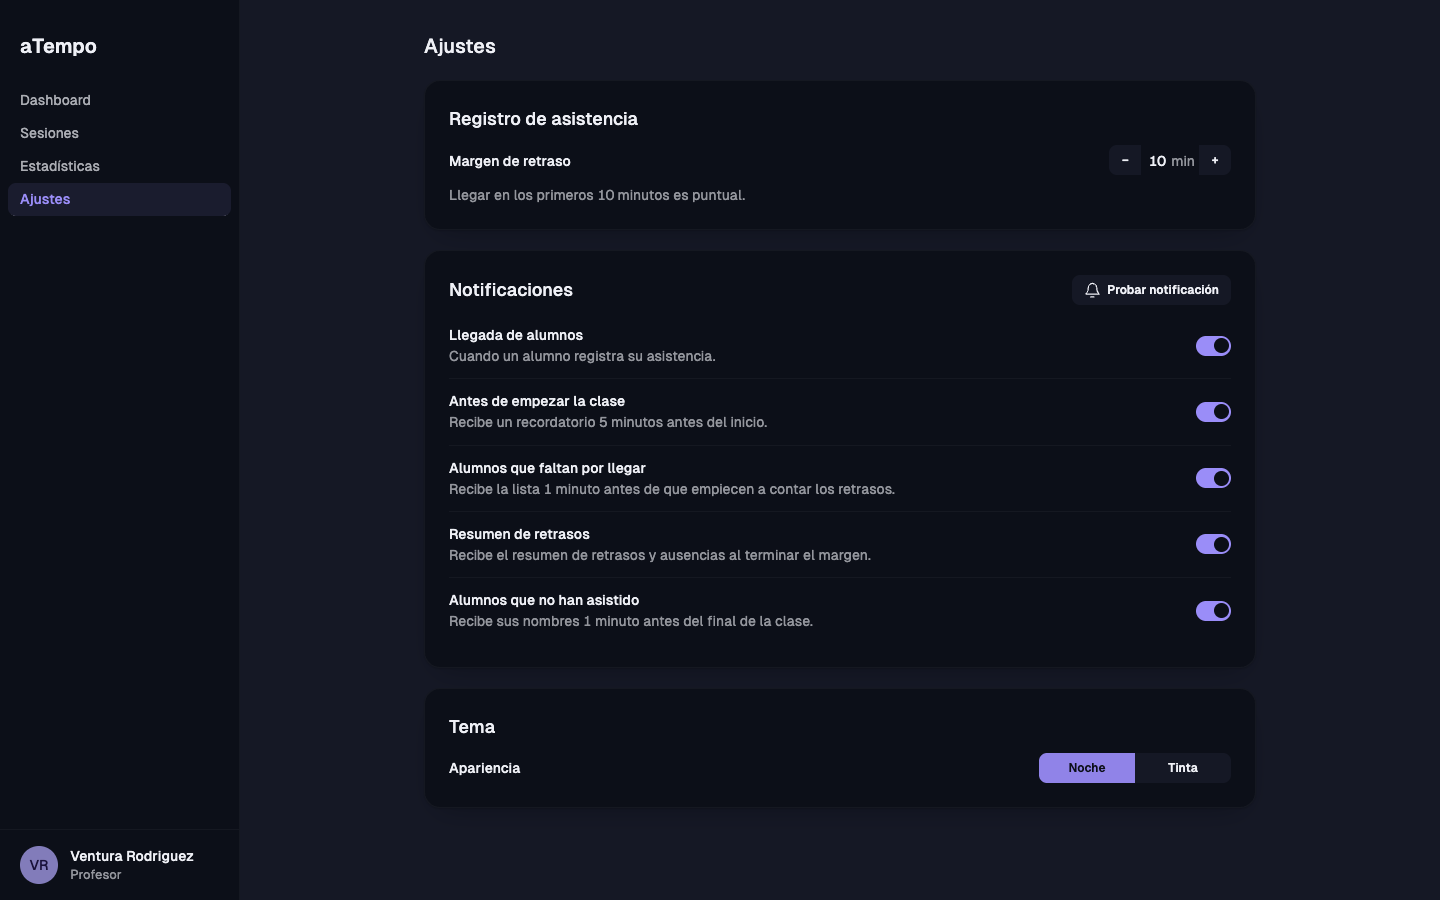 aTempo
Dashboard
Sesiones
Estadísticas
Ajustes
VR
Ventura Rodriguez
Profesor
Ajustes
Registro de asistencia
Margen de retraso
- 10 min +
Llegar en los primeros 10 minutos es puntual.
Notificaciones
Probar notificación
Llegada de alumnos
Cuando un alumno registra su asistencia.
Antes de empezar la clase
Recibe un recordatorio 5 minutos antes del inicio.
Alumnos que faltan por llegar
Recibe la lista 1 minuto antes de que empiecen a contar los retrasos.
Resumen de retrasos
Recibe el resumen de retrasos y ausencias al terminar el margen.
Alumnos que no han asistido
Recibe sus nombres 1 minuto antes del final de la clase.
Tema
Apariencia
Noche Tinta